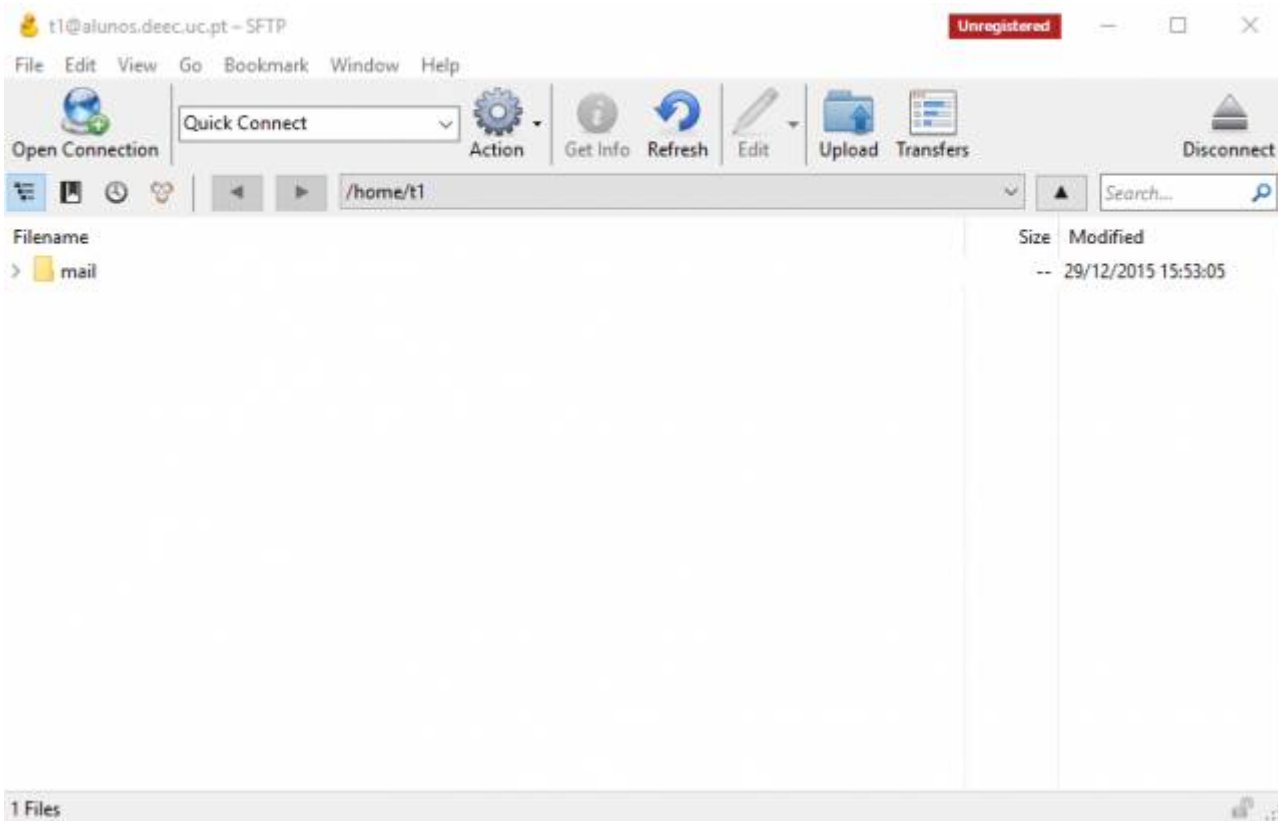 t1@alunos.deec.uc.pt – SFTP Unregistered
File Edit View Go Bookmark Window Help
Quick Connect
Open Connection Action Get Info Refresh Edit Upload Transfers Disconnect
/home/t1 Search...
Filename Size Modified
mail -- 29/12/2015 15:53:05
1 Files